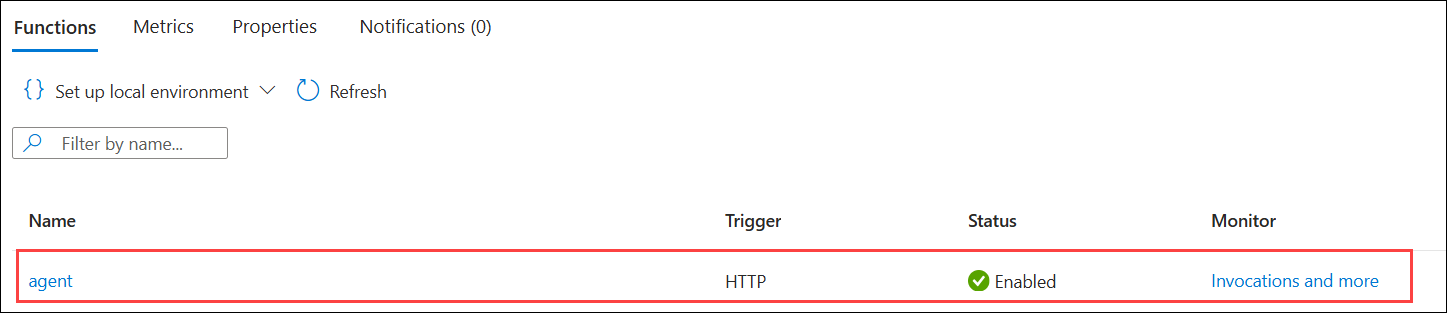 Functions Metrics Properties Notifications (0)
{} Set up local environment Refresh
Filter by name...
Name Trigger Status Monitor
agent HTTP Enabled Invocations and more